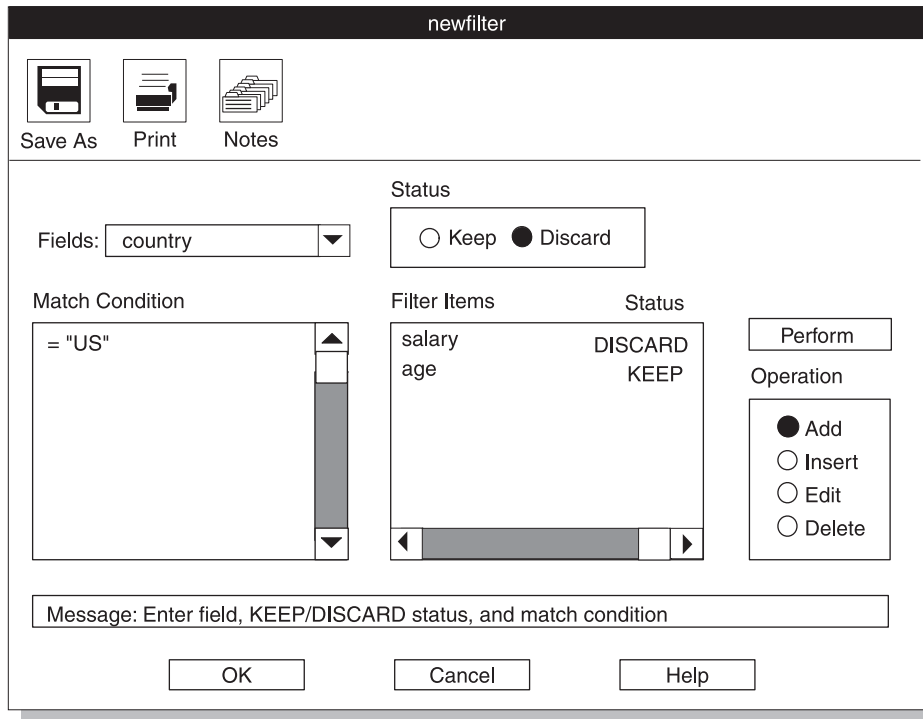 newfilter
Save As
Print
Notes
Status
Fields: country
Keep Discard
Match Condition
= "US"
Filter Items Status
salary DISCARD
age KEEP
Perform
Operation
Add
Insert
Edit
Delete
Message: Enter field, KEEP/DISCARD status, and match condition
OK
Cancel
Help